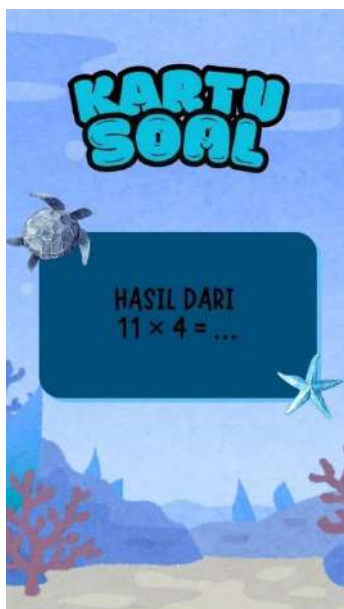 KARTU
SOAL
HASIL DARI
11 × 4 = ...